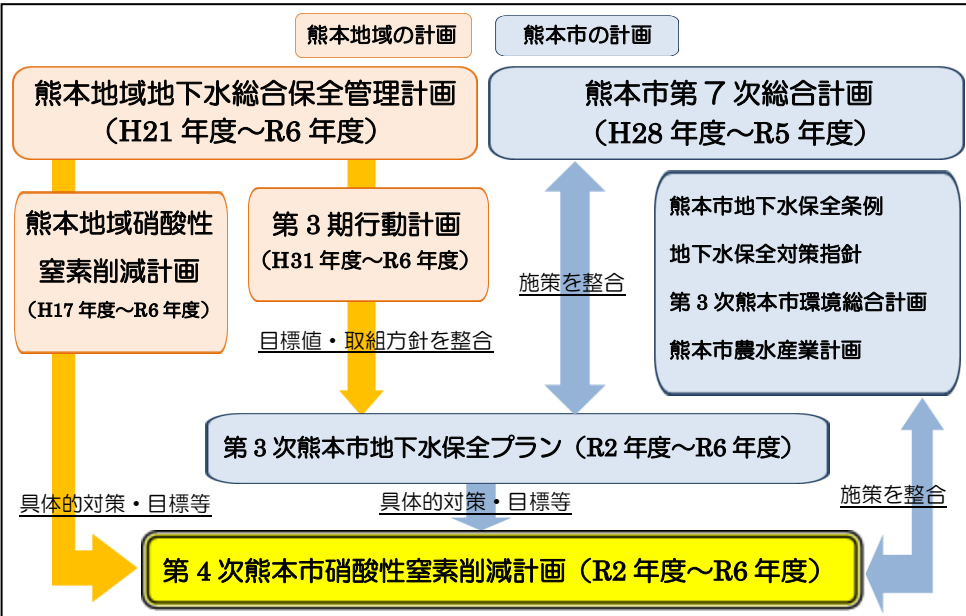 熊本地域の計画
熊本市の計画
熊本地域地下水総合保全管理計画
（H21 年度～R6 年度）
熊本市第７次総合計画
（H28 年度～R5 年度）
熊本地域硝酸性
窒素削減計画
（H17 年度～R6 年度）
第３期行動計画
（H31 年度～R6 年度）
目標値・取組方針を整合
施策を整合
熊本市地下水保全条例
地下水保全対策指針
第３次熊本市環境総合計画
熊本市農水産業計画
第３次熊本市地下水保全プラン（R2 年度～R6 年度）
具体的対策・目標等
具体的対策・目標等
施策を整合
第４次熊本市硝酸性窒素削減計画（R2 年度～R6 年度）